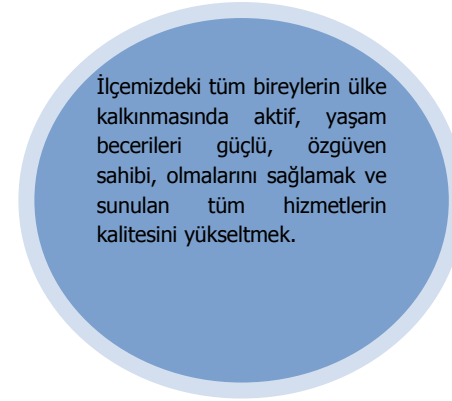 İlçemizdeki tüm bireylerin ülke
kalkınmasında aktif, yaşam
becerileri güçlü, özgüven
sahibi, olmalarını sağlamak ve
sunulan tüm hizmetlerin
kalitesini yükseltmek.